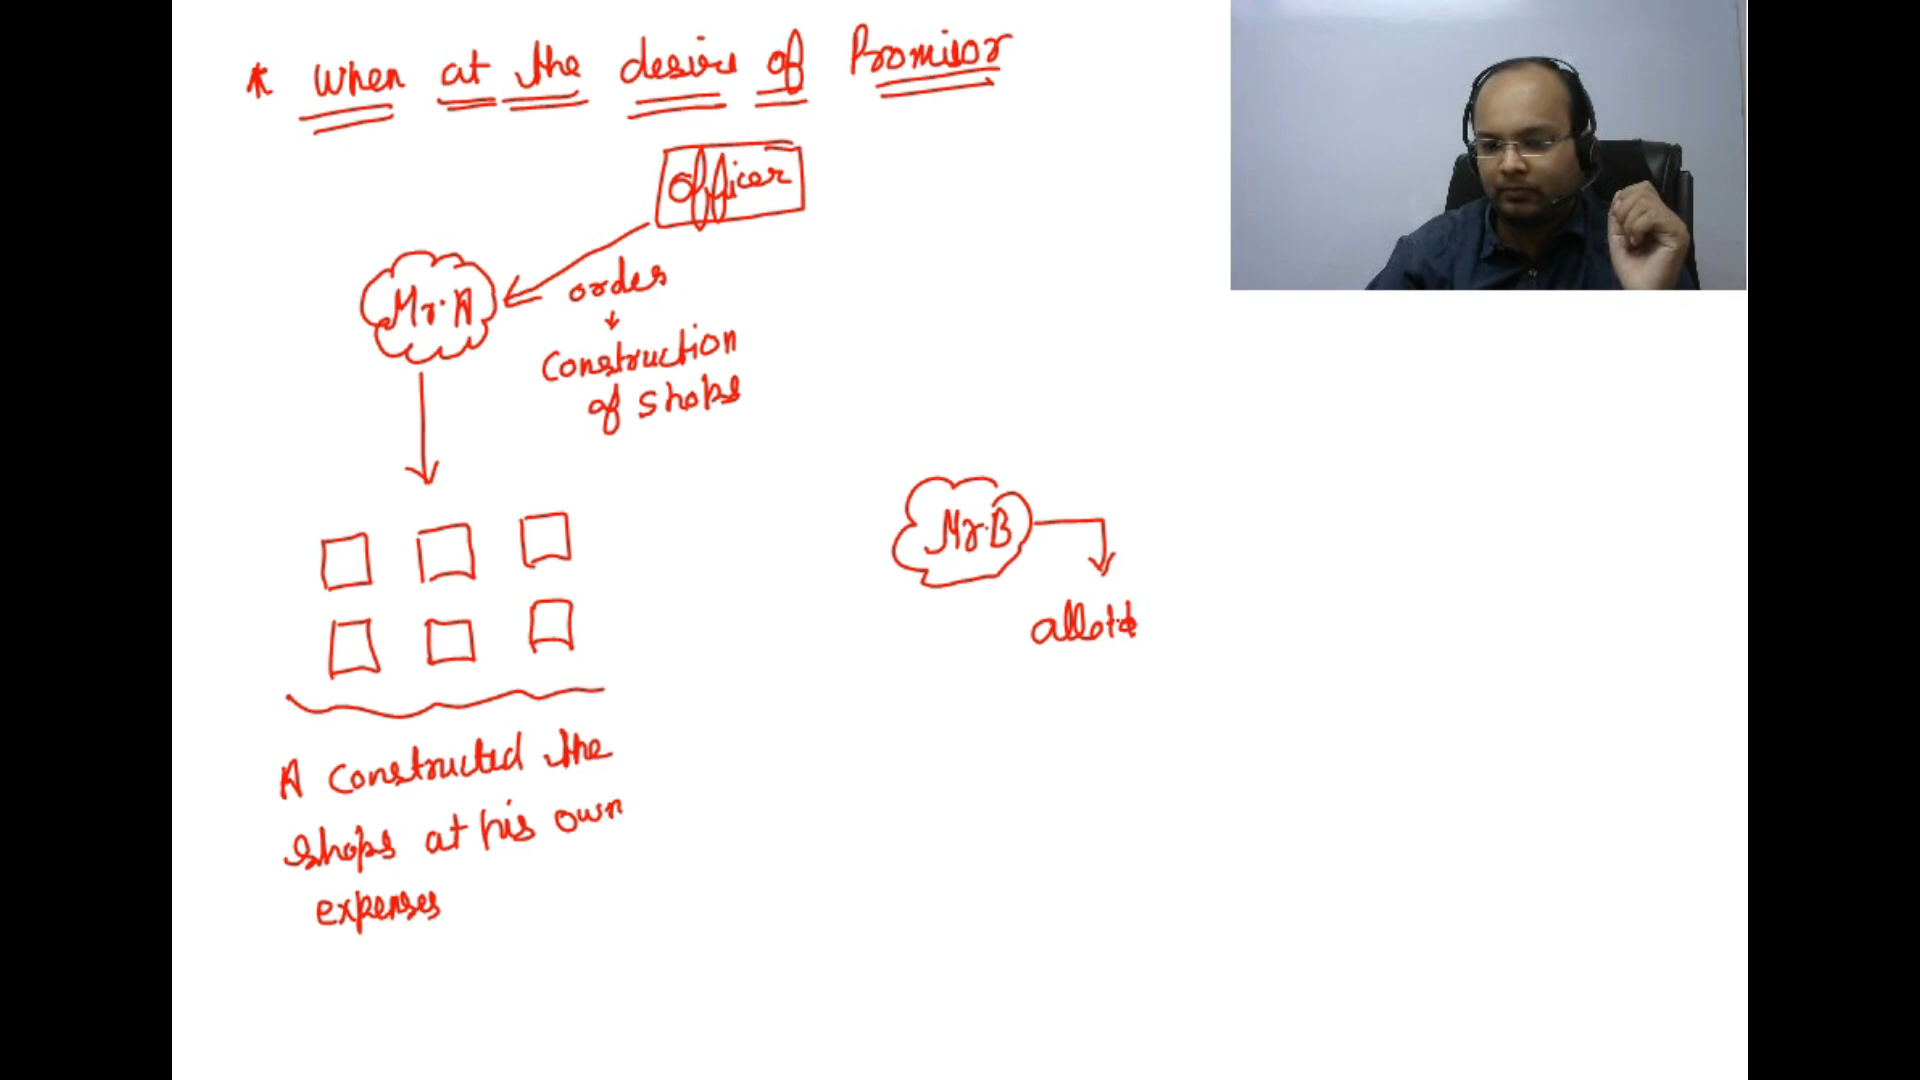 * When at the desire of Promisor
Officer
Mr. A
order
Construction
of shops
Mr. B
A constructed the
shops at his own
expenses